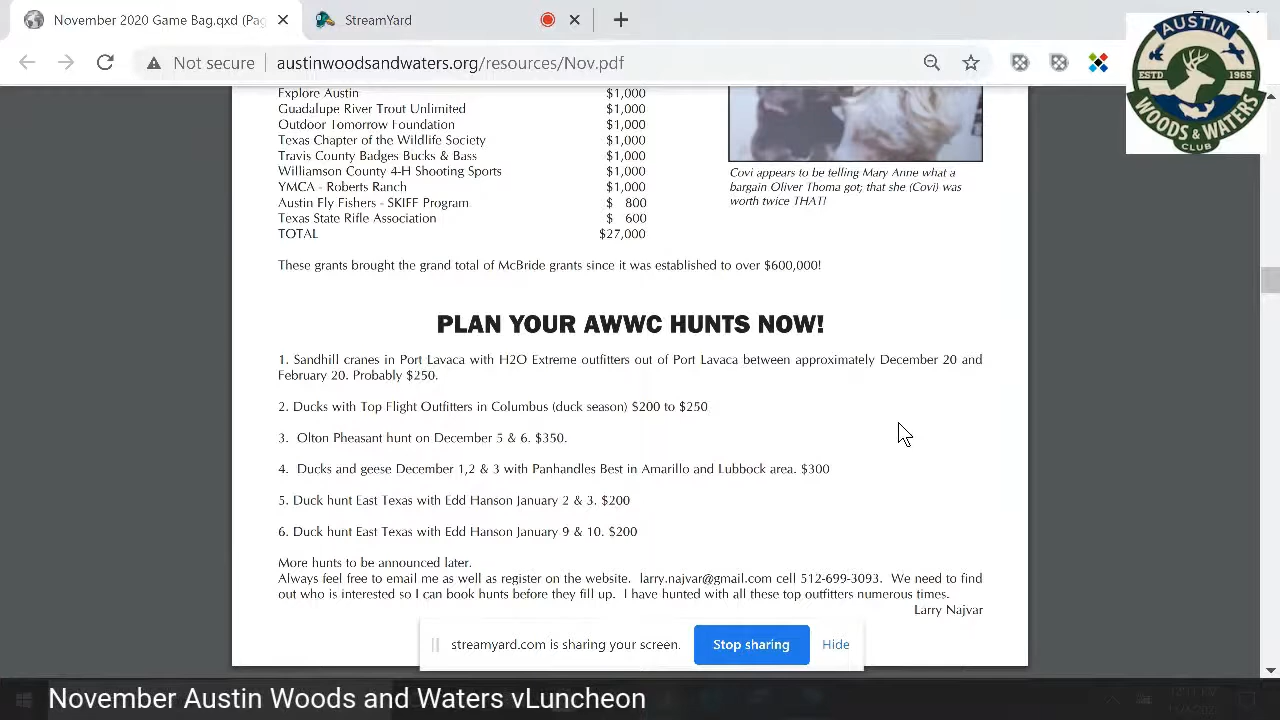 November 2020 Game Bag.qxd (Pag
StreamYard
Not secure
austinwoodsandwaters.org/resources/Nov.pdf
AUSTIN
ESTD 1965
WOODS & WATERS
CLUB
Explore Austin $1,000
Guadalupe River Trout Unlimited $1,000
Outdoor Tomorrow Foundation $1,000
Texas Chapter of the Wildlife Society $1,000
Travis County Badges Bucks & Bass $1,000
Williamson County 4-H Shooting Sports $1,000
YMCA - Roberts Ranch $1,000
Austin Fly Fishers - SKIFF Program $ 800
Texas State Rifle Association $ 600
TOTAL $27,000
Covi appears to be telling Mary Anne what a
bargain Oliver Thoma got; that she (Covi) was
worth twice THAT!
These grants brought the grand total of McBride grants since it was established to over $600,000!
PLAN YOUR AWWC HUNTS NOW!
1. Sandhill cranes in Port Lavaca with H2O Extreme outfitters out of Port Lavaca between approximately December 20 and
February 20. Probably $250.
2. Ducks with Top Flight Outfitters in Columbus (duck season) $200 to $250
3. Olton Pheasant hunt on December 5 & 6. $350.
4. Ducks and geese December 1,2 & 3 with Panhandles Best in Amarillo and Lubbock area. $300
5. Duck hunt East Texas with Edd Hanson January 2 & 3. $200
6. Duck hunt East Texas with Edd Hanson January 9 & 10. $200
More hunts to be announced later.
Always feel free to email me as well as register on the website. larry.najvar@gmail.com cell 512-699-3093. We need to find
out who is interested so I can book hunts before they fill up. I have hunted with all these top outfitters numerous times.
Larry Najvar
streamyard.com is sharing your screen.
Stop sharing
Hide
November Austin Woods and Waters vLuncheon